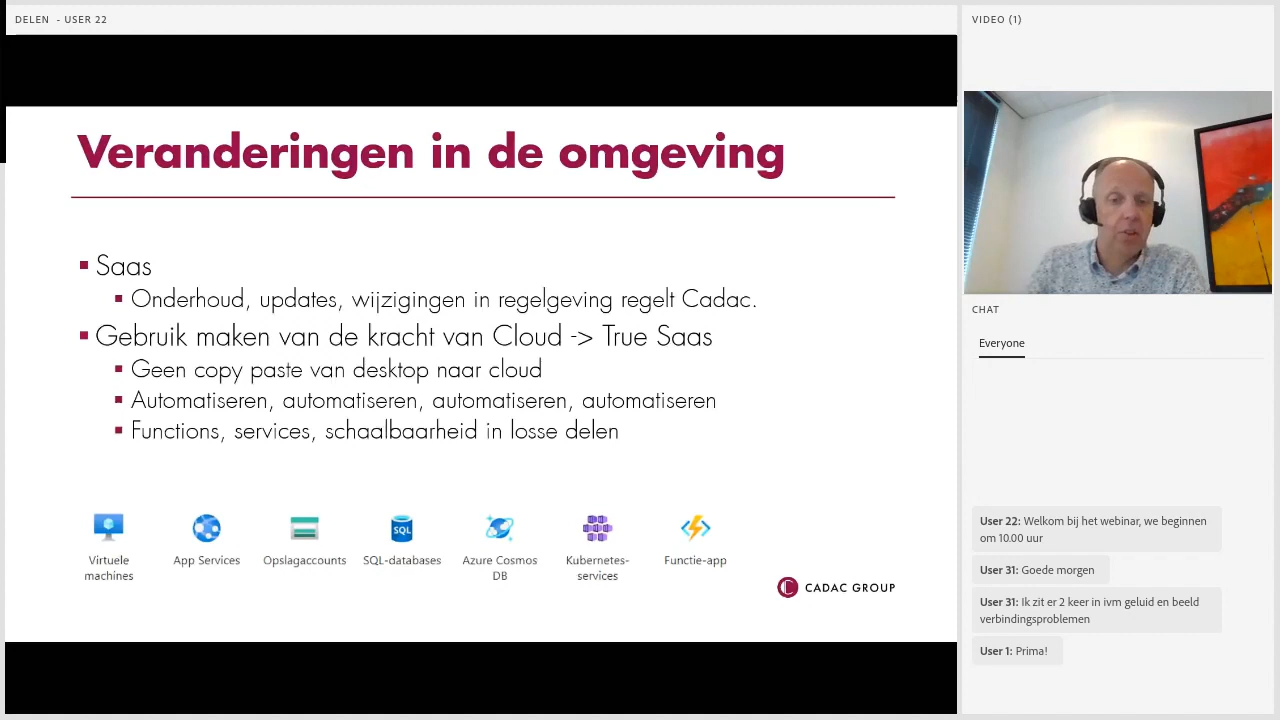 DELEN - USER 22
Veranderingen in de omgeving
Saas
Onderhoud, updates, wijzigingen in regelgeving regelt Cadac.
Gebruik maken van de kracht van Cloud -> True Saas
Geen copy paste van desktop naar cloud
Automatiseren, automatiseren, automatiseren, automatiseren
Functions, services, schaalbaarheid in losse delen
Virtuele
machines
App Services
Opslagaccounts
SQL
SQL-databases
Azure Cosmos
DB
Kubernetes-
services
Functie-app
CADAC GROUP
VIDEO (1)
CHAT
Everyone
User 22: Welkom bij het webinar, we beginnen
om 10.00 uur
User 31: Goede morgen
User 31: Ik zit er 2 keer in ivm geluid en beeld
verbindingsproblemen
User 1: Prima!